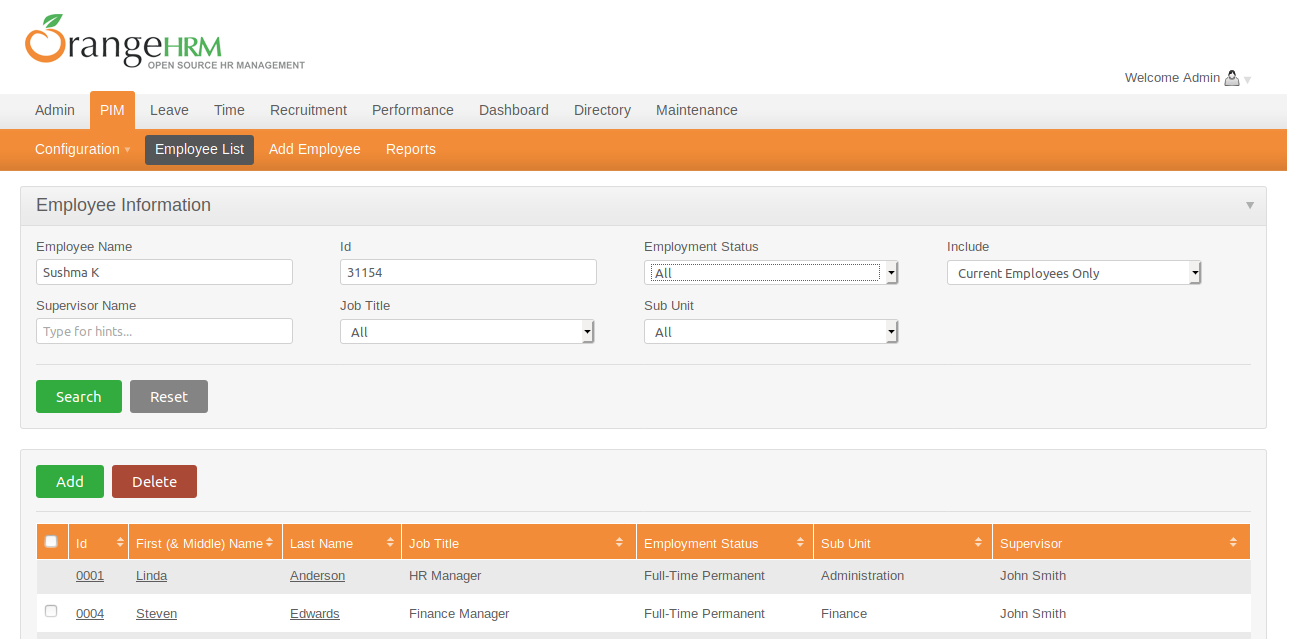 OrangeHRM
OPEN SOURCE HR MANAGEMENT
Welcome Admin
Admin PIM Leave Time Recruitment Performance Dashboard Directory Maintenance
Configuration Employee List Add Employee Reports
Employee Information
Employee Name Id Employment Status Include
Sushma K 31154 All Current Employees Only
Supervisor Name Job Title Sub Unit
Type for hints... All All
Search Reset
Add Delete
Id First (& Middle) Name Last Name Job Title Employment Status Sub Unit Supervisor
0001 Linda Anderson HR Manager Full-Time Permanent Administration John Smith
0004 Steven Edwards Finance Manager Full-Time Permanent Finance John Smith